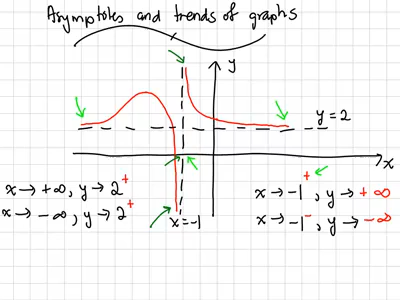 Asymptotes and trends of graphs
y
y = 2
x
x → +∞, y → 2⁺
x → -∞, y → 2⁺
x = -1
x → -1⁺, y → +∞
x → -1⁻, y → -∞